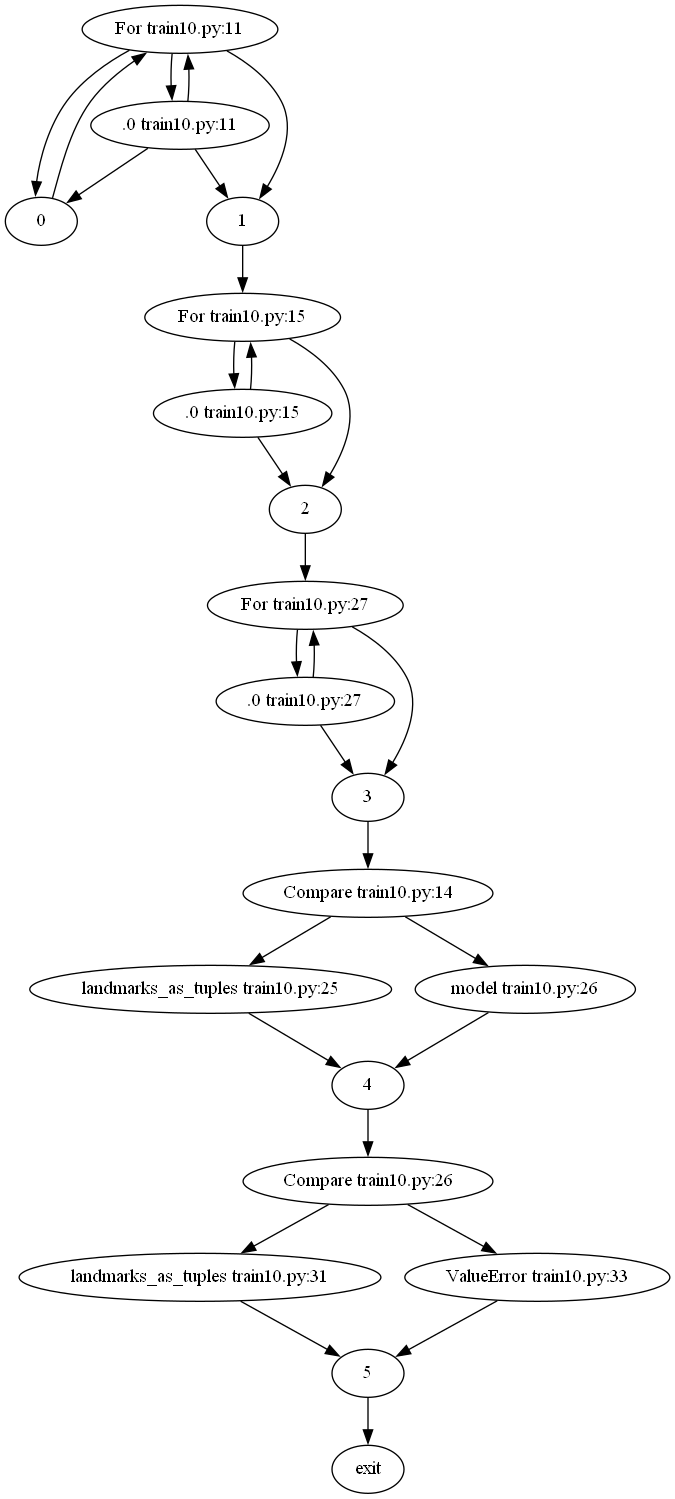 For train10.py:11
.0 train10.py:11
0
1
For train10.py:15
.0 train10.py:15
2
For train10.py:27
.0 train10.py:27
3
Compare train10.py:14
landmarks_as_tuples train10.py:25
model train10.py:26
4
Compare train10.py:26
landmarks_as_tuples train10.py:31
ValueError train10.py:33
5
exit